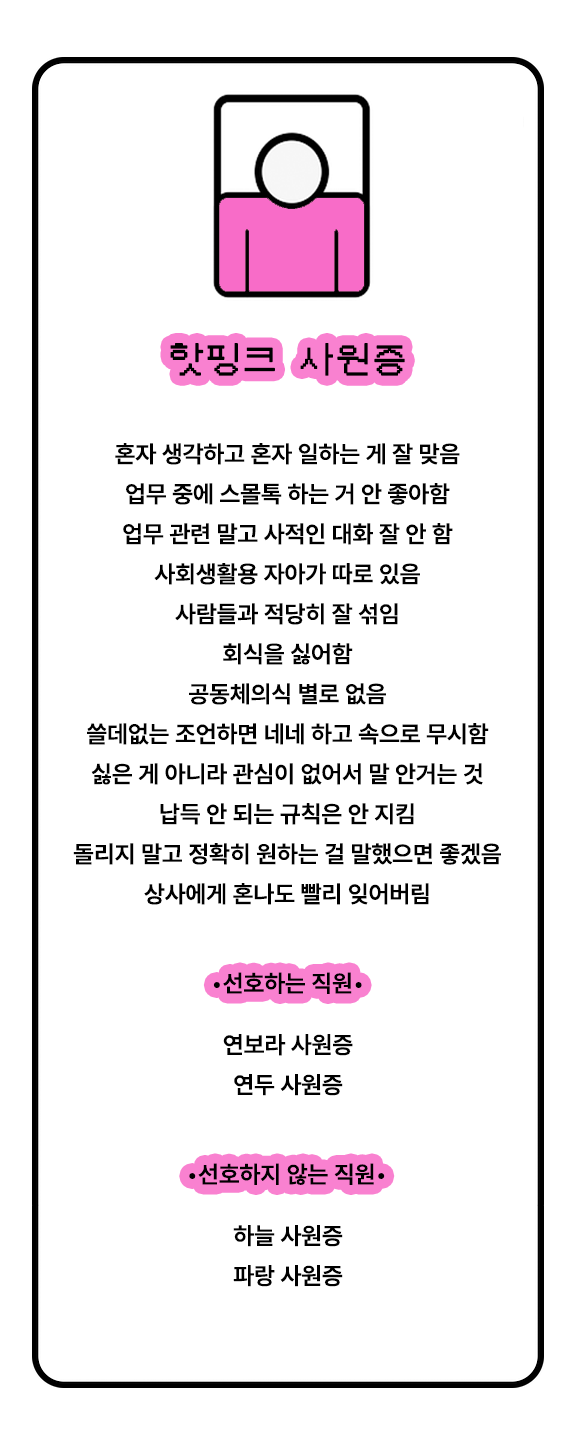 핫핑크 사원증
혼자 생각하고 혼자 일하는 게 잘 맞음
업무 중에 스몰톡 하는 거 안 좋아함
업무 관련 말고 사적인 대화 잘 안 함
사회생활용 자아가 따로 있음
사람들과 적당히 잘 섞임
회식을 싫어함
공동체의식 별로 없음
쓸데없는 조언하면 네네 하고 속으로 무시함
싫은 게 아니라 관심이 없어서 말 안거는 것
납득 안 되는 규칙은 안 지킴
돌리지 말고 정확히 원하는 걸 말했으면 좋겠음
상사에게 혼나도 빨리 잊어버림
•선호하는 직원•
연보라 사원증
연두 사원증
•선호하지 않는 직원•
하늘 사원증
파랑 사원증